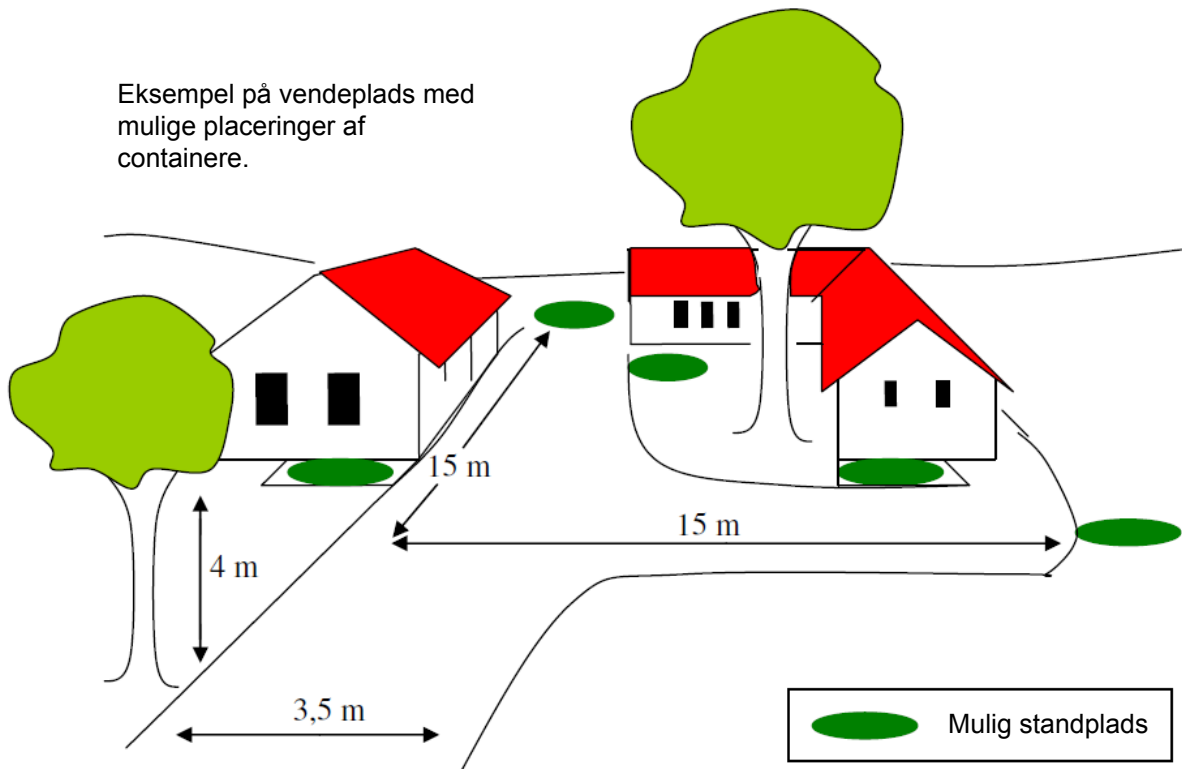 Eksempel på vendeplads med
mulige placeringer af
containere.
15 m
15 m
4 m
3,5 m
Mulig standplads